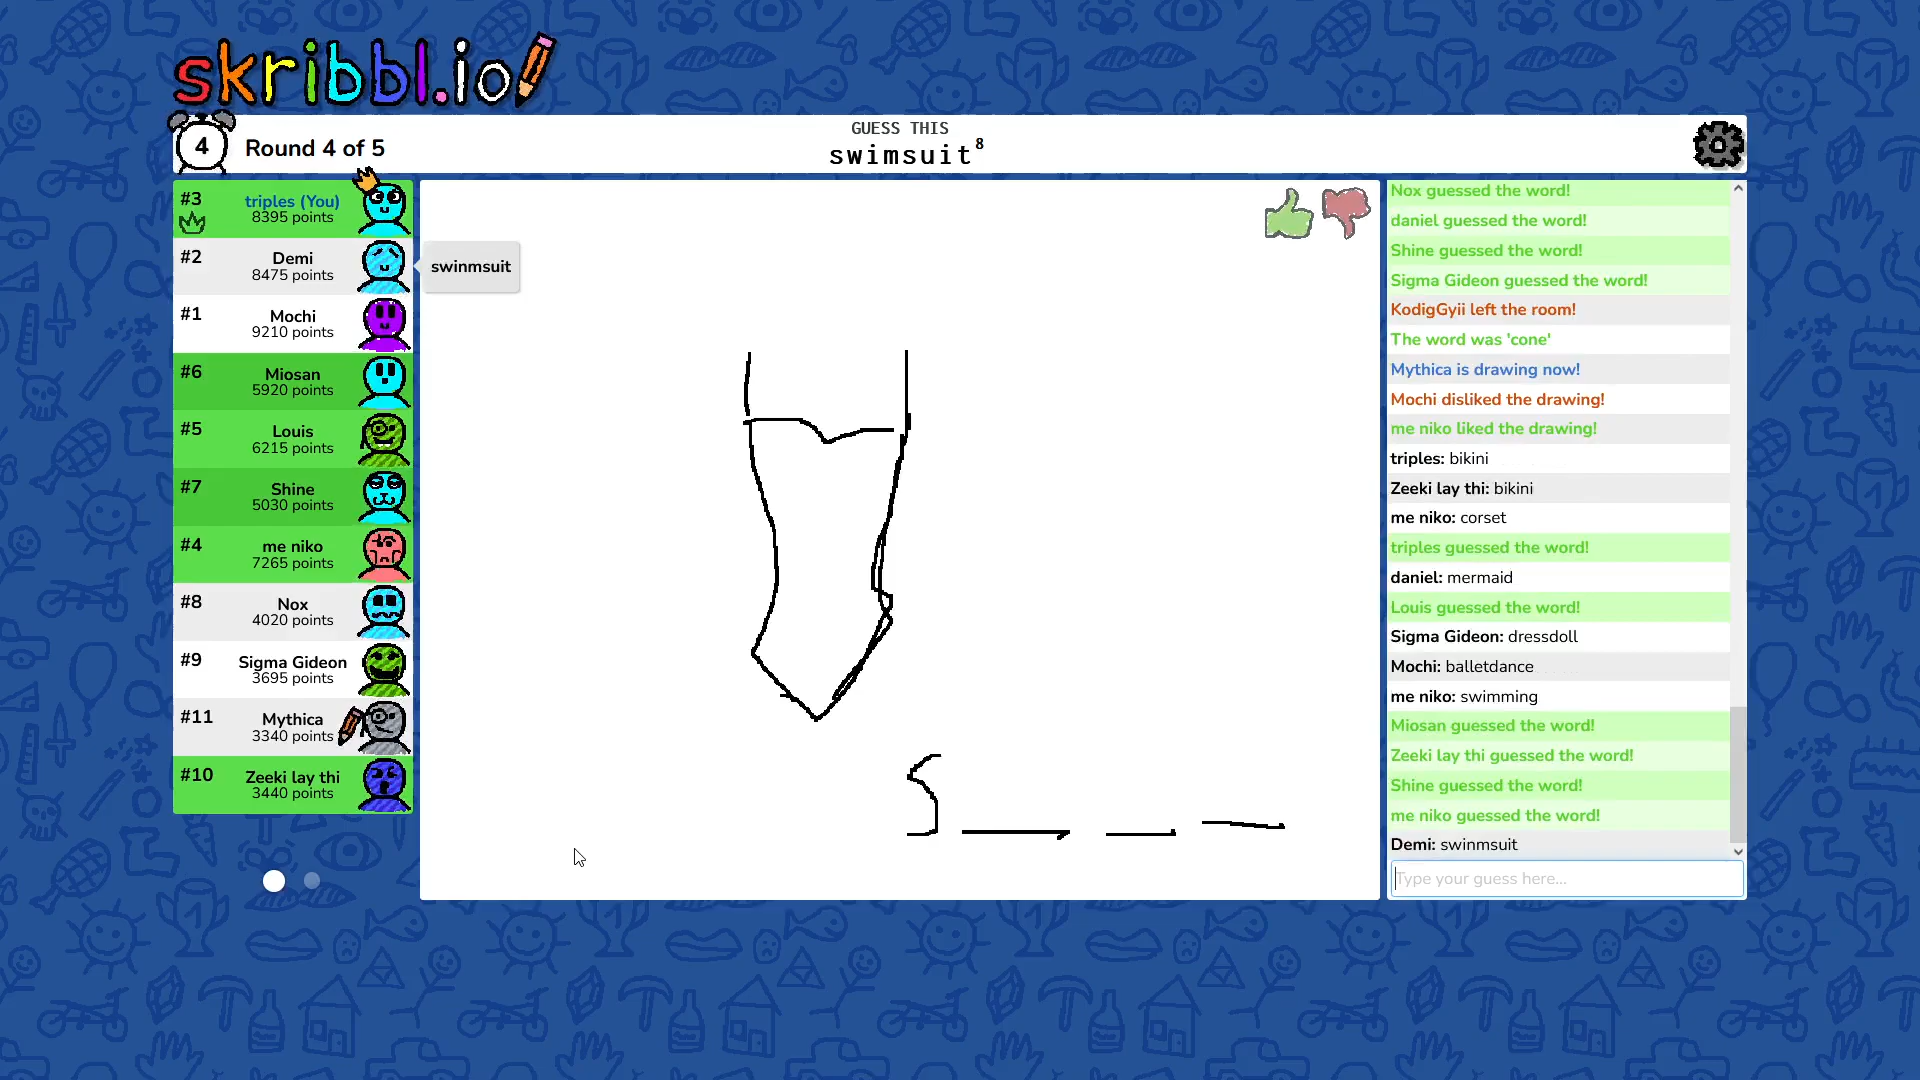 skribbl.io
4
Round 4 of 5
GUESS THIS
swimsuit 8
#3
triples (You)
8395 points
#2
Demi
8475 points
swinmsuit
#1
Mochi
9210 points
#6
Miosan
5920 points
#5
Louis
6215 points
#7
Shine
5030 points
#4
me niko
7265 points
#8
Nox
4020 points
#9
Sigma Gideon
3695 points
#11
Mythica
3340 points
#10
Zeeki lay thi
3440 points
S
Nox guessed the word!
daniel guessed the word!
Shine guessed the word!
Sigma Gideon guessed the word!
KodigGyii left the room!
The word was 'cone'
Mythica is drawing now!
Mochi disliked the drawing!
me niko liked the drawing!
triples: bikini
Zeeki lay thi: bikini
me niko: corset
triples guessed the word!
daniel: mermaid
Louis guessed the word!
Sigma Gideon: dressdoll
Mochi: balletdance
me niko: swimming
Miosan guessed the word!
Zeeki lay thi guessed the word!
Shine guessed the word!
me niko guessed the word!
Demi: swinmsuit
Type your guess here...